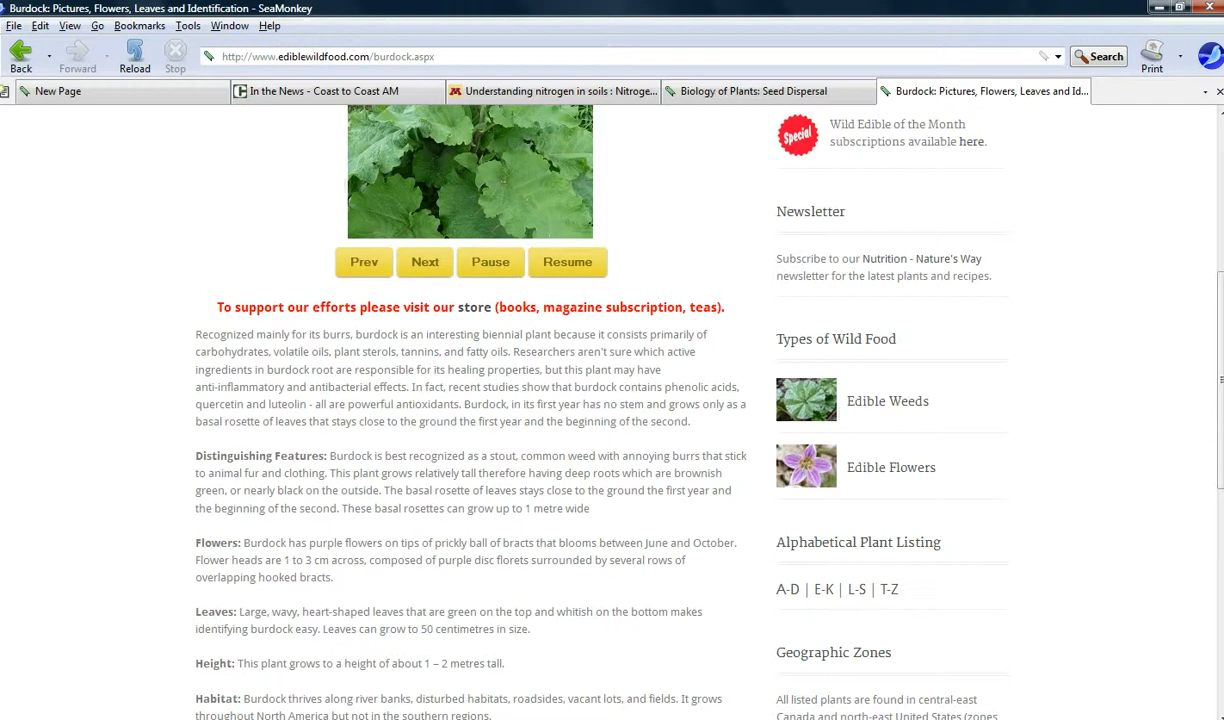 Burdock: Pictures, Flowers, Leaves and Identification - SeaMonkey
File Edit View Go Bookmarks Tools Window Help
Back Forward Reload Stop http://www.ediblewildfood.com/burdock.aspx Search Print
New Page In the News - Coast to Coast AM Understanding nitrogen in soils : Nitroge... Biology of Plants: Seed Dispersal Burdock: Pictures, Flowers, Leaves and Id...
Prev Next Pause Resume
To support our efforts please visit our store (books, magazine subscription, teas).
Recognized mainly for its burrs, burdock is an interesting biennial plant because it consists primarily of
carbohydrates, volatile oils, plant sterols, tannins, and fatty oils. Researchers aren't sure which active
ingredients in burdock root are responsible for its healing properties, but this plant may have
anti-inflammatory and antibacterial effects. In fact, recent studies show that burdock contains phenolic acids,
quercetin and luteolin - all are powerful antioxidants. Burdock, in its first year has no stem and grows only as a
basal rosette of leaves that stays close to the ground the first year and the beginning of the second.
Distinguishing Features: Burdock is best recognized as a stout, common weed with annoying burrs that stick
to animal fur and clothing. This plant grows relatively tall therefore having deep roots which are brownish
green, or nearly black on the outside. The basal rosette of leaves stays close to the ground the first year and
the beginning of the second. These basal rosettes can grow up to 1 metre wide
Flowers: Burdock has purple flowers on tips of prickly ball of bracts that blooms between June and October.
Flower heads are 1 to 3 cm across, composed of purple disc florets surrounded by several rows of
overlapping hooked bracts.
Leaves: Large, wavy, heart-shaped leaves that are green on the top and whitish on the bottom makes
identifying burdock easy. Leaves can grow to 50 centimetres in size.
Height: This plant grows to a height of about 1 – 2 metres tall.
Habitat: Burdock thrives along river banks, disturbed habitats, roadsides, vacant lots, and fields. It grows
throughout North America but not in the southern regions.
Special
Wild Edible of the Month
subscriptions available here.
Newsletter
Subscribe to our Nutrition - Nature's Way
newsletter for the latest plants and recipes.
Types of Wild Food
Edible Weeds
Edible Flowers
Alphabetical Plant Listing
A-D | E-K | L-S | T-Z
Geographic Zones
All listed plants are found in central-east
Canada and north-east United States (zones